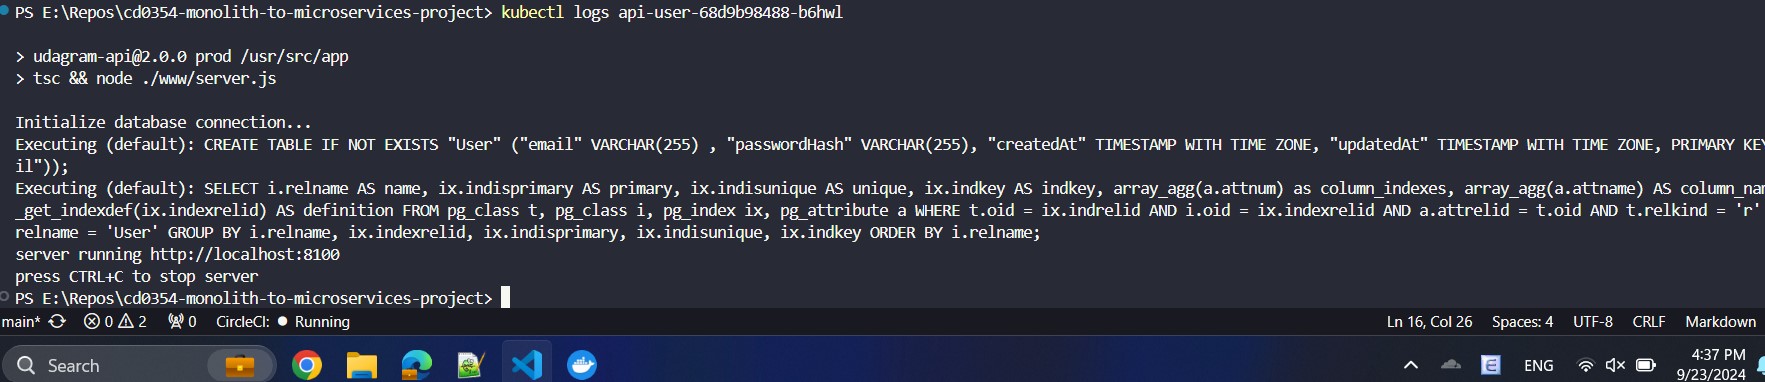 PS E:\Repos\cd0354-monolith-to-microservices-project> kubectl logs api-user-68d9b98488-b6hwl
> udagram-api@2.0.0 prod /usr/src/app
> tsc && node ./www/server.js
Initialize database connection...
Executing (default): CREATE TABLE IF NOT EXISTS "User" ("email" VARCHAR(255) , "passwordHash" VARCHAR(255), "createdAt" TIMESTAMP WITH TIME ZONE, "updatedAt" TIMESTAMP WITH TIME ZONE, PRIMARY KEY
il"));
Executing (default): SELECT i.relname AS name, ix.indisprimary AS primary, ix.indisunique AS unique, ix.indkey AS indkey, array_agg(a.attnum) as column_indexes, array_agg(a.attname) AS column_nam
_get_indexdef(ix.indexrelid) AS definition FROM pg_class t, pg_class i, pg_index ix, pg_attribute a WHERE t.oid = ix.indrelid AND i.oid = ix.indexrelid AND a.attrelid = t.oid AND t.relkind = 'r'
relname = 'User' GROUP BY i.relname, ix.indexrelid, ix.indisprimary, ix.indisunique, ix.indkey ORDER BY i.relname;
server running http://localhost:8100
press CTRL+C to stop server
PS E:\Repos\cd0354-monolith-to-microservices-project>
main* 0 2 0 CircleCI: Running Ln 16, Col 26 Spaces: 4 UTF-8 CRLF Markdown
Search ENG 4:37 PM
9/23/2024